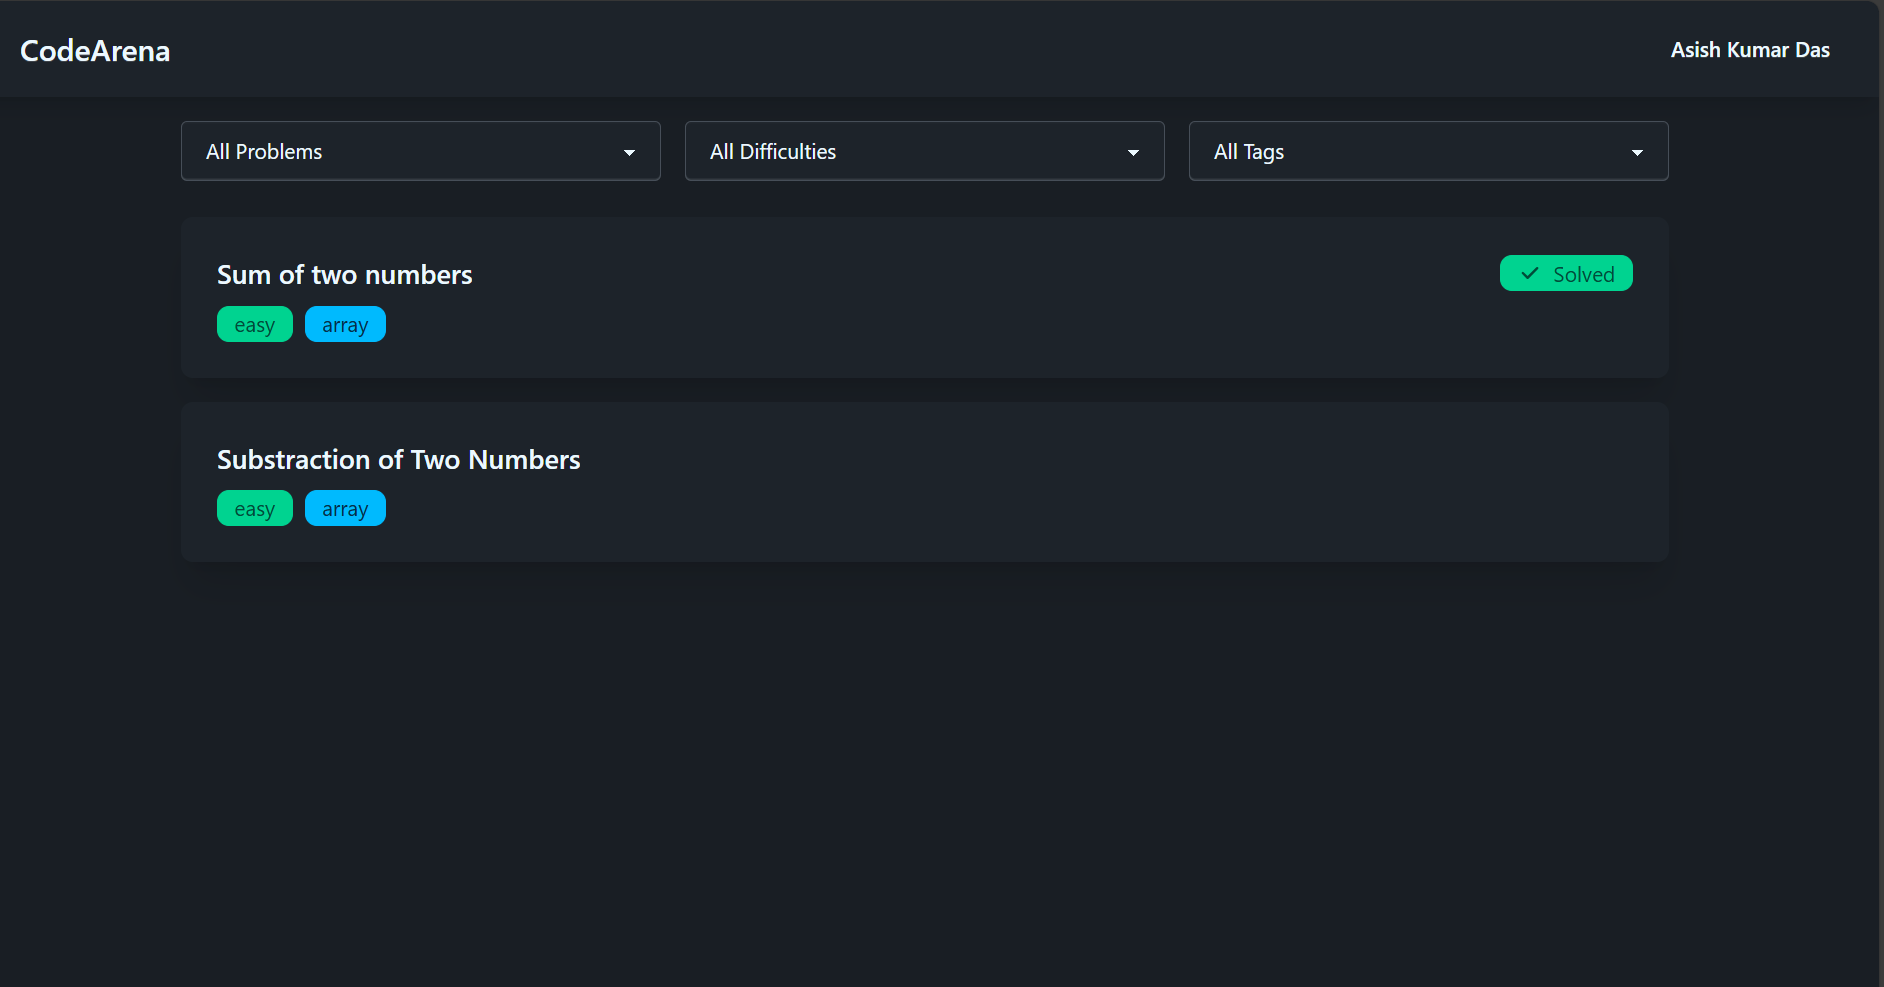 CodeArena
Asish Kumar Das
All Problems
All Difficulties
All Tags
Sum of two numbers
Solved
easy
array
Substraction of Two Numbers
easy
array